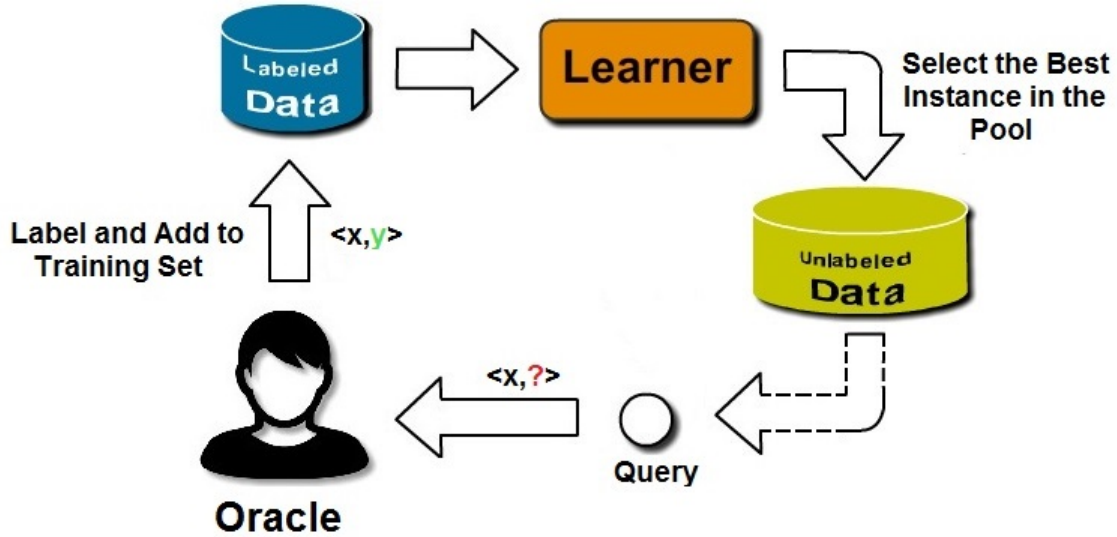 Labeled
Data
Learner
Select the Best
Instance in the
Pool
Label and Add to
Training Set
<x,y>
Unlabeled
Data
<x,?>
Query
Oracle